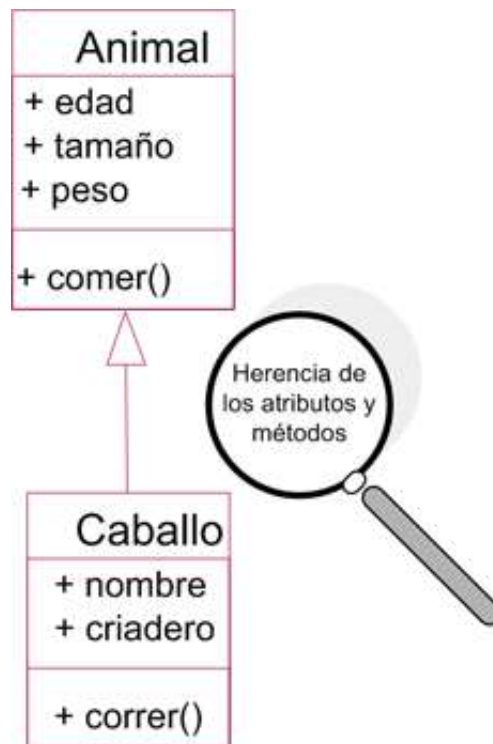 Animal
+ edad
+ tamaño
+ peso
+ comer()
Herencia de
los atributos y
métodos
Caballo
+ nombre
+ criadero
+ correr()